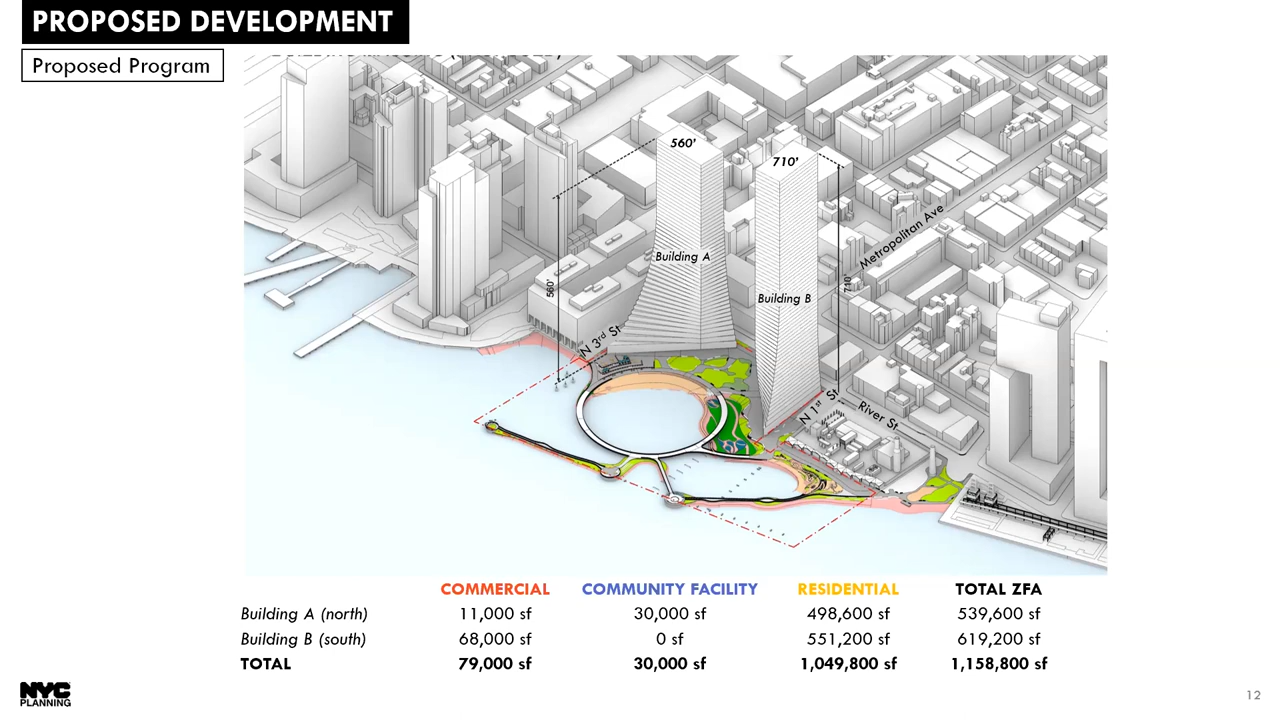 PROPOSED DEVELOPMENT
Proposed Program
560'
710'
Building A
Metropolitan Ave
560'
710'
Building B
N 3rd St
N 1st St
River St
COMMERCIAL COMMUNITY FACILITY RESIDENTIAL TOTAL ZFA
Building A (north) 11,000 sf 30,000 sf 498,600 sf 539,600 sf
Building B (south) 68,000 sf 0 sf 551,200 sf 619,200 sf
TOTAL 79,000 sf 30,000 sf 1,049,800 sf 1,158,800 sf
NYC
PLANNING
12